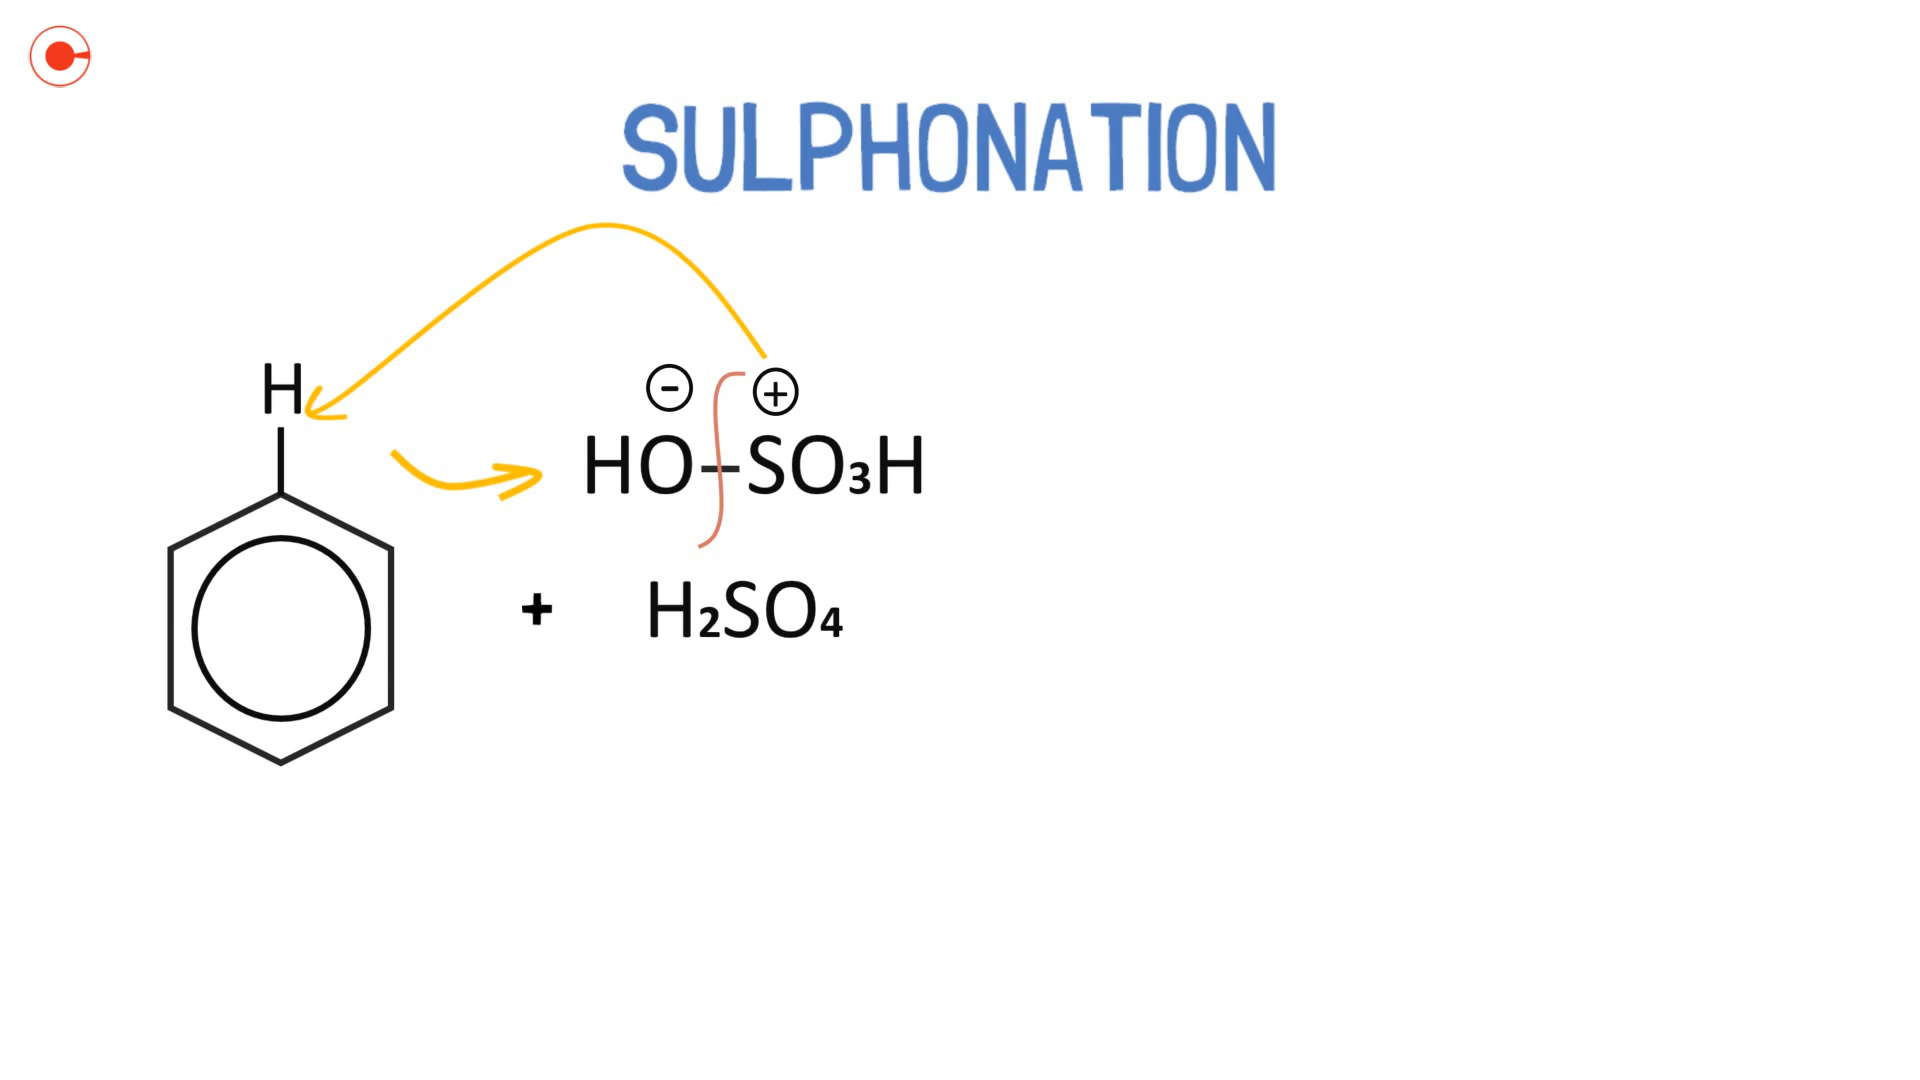 SULPHONATION
H
⊖ ⊕
HO–SO₃H
+ H₂SO₄